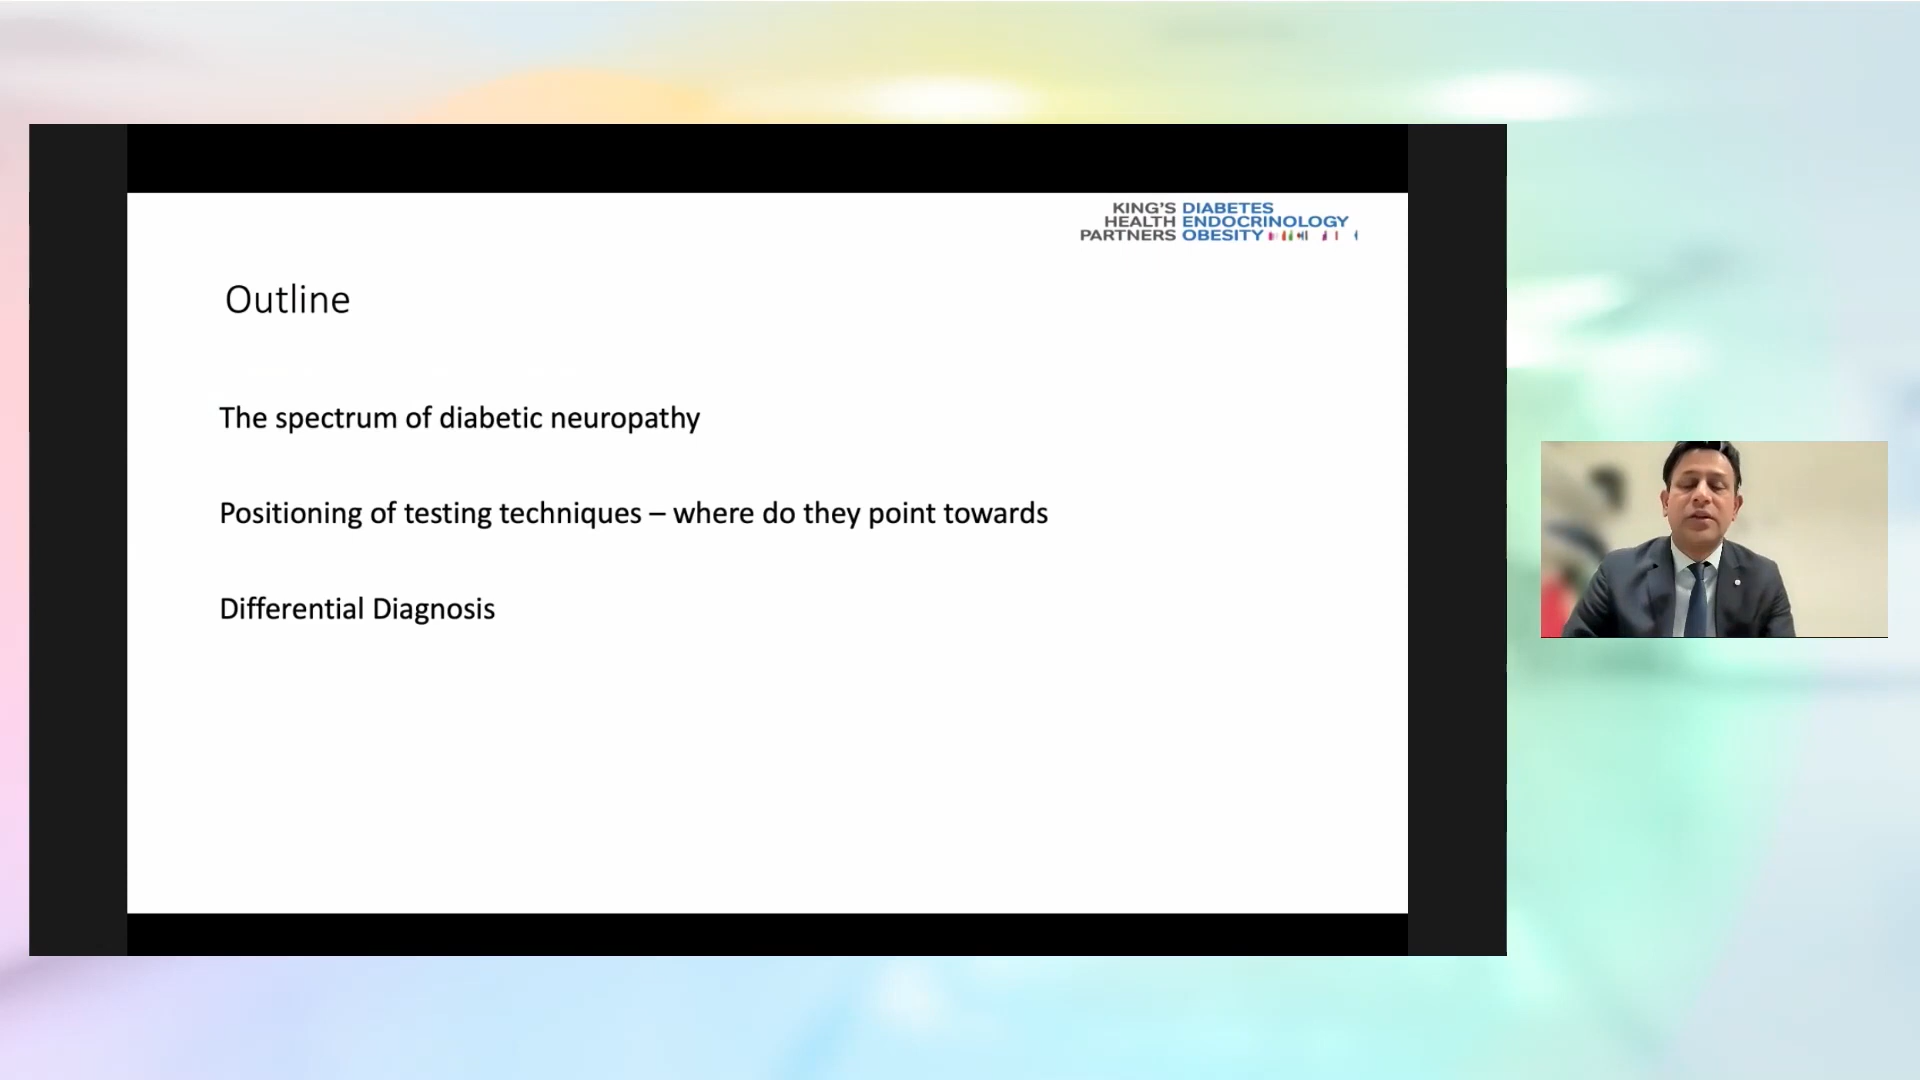 KING'S DIABETES
HEALTH ENDOCRINOLOGY
PARTNERS OBESITY
Outline
The spectrum of diabetic neuropathy
Positioning of testing techniques – where do they point towards
Differential Diagnosis